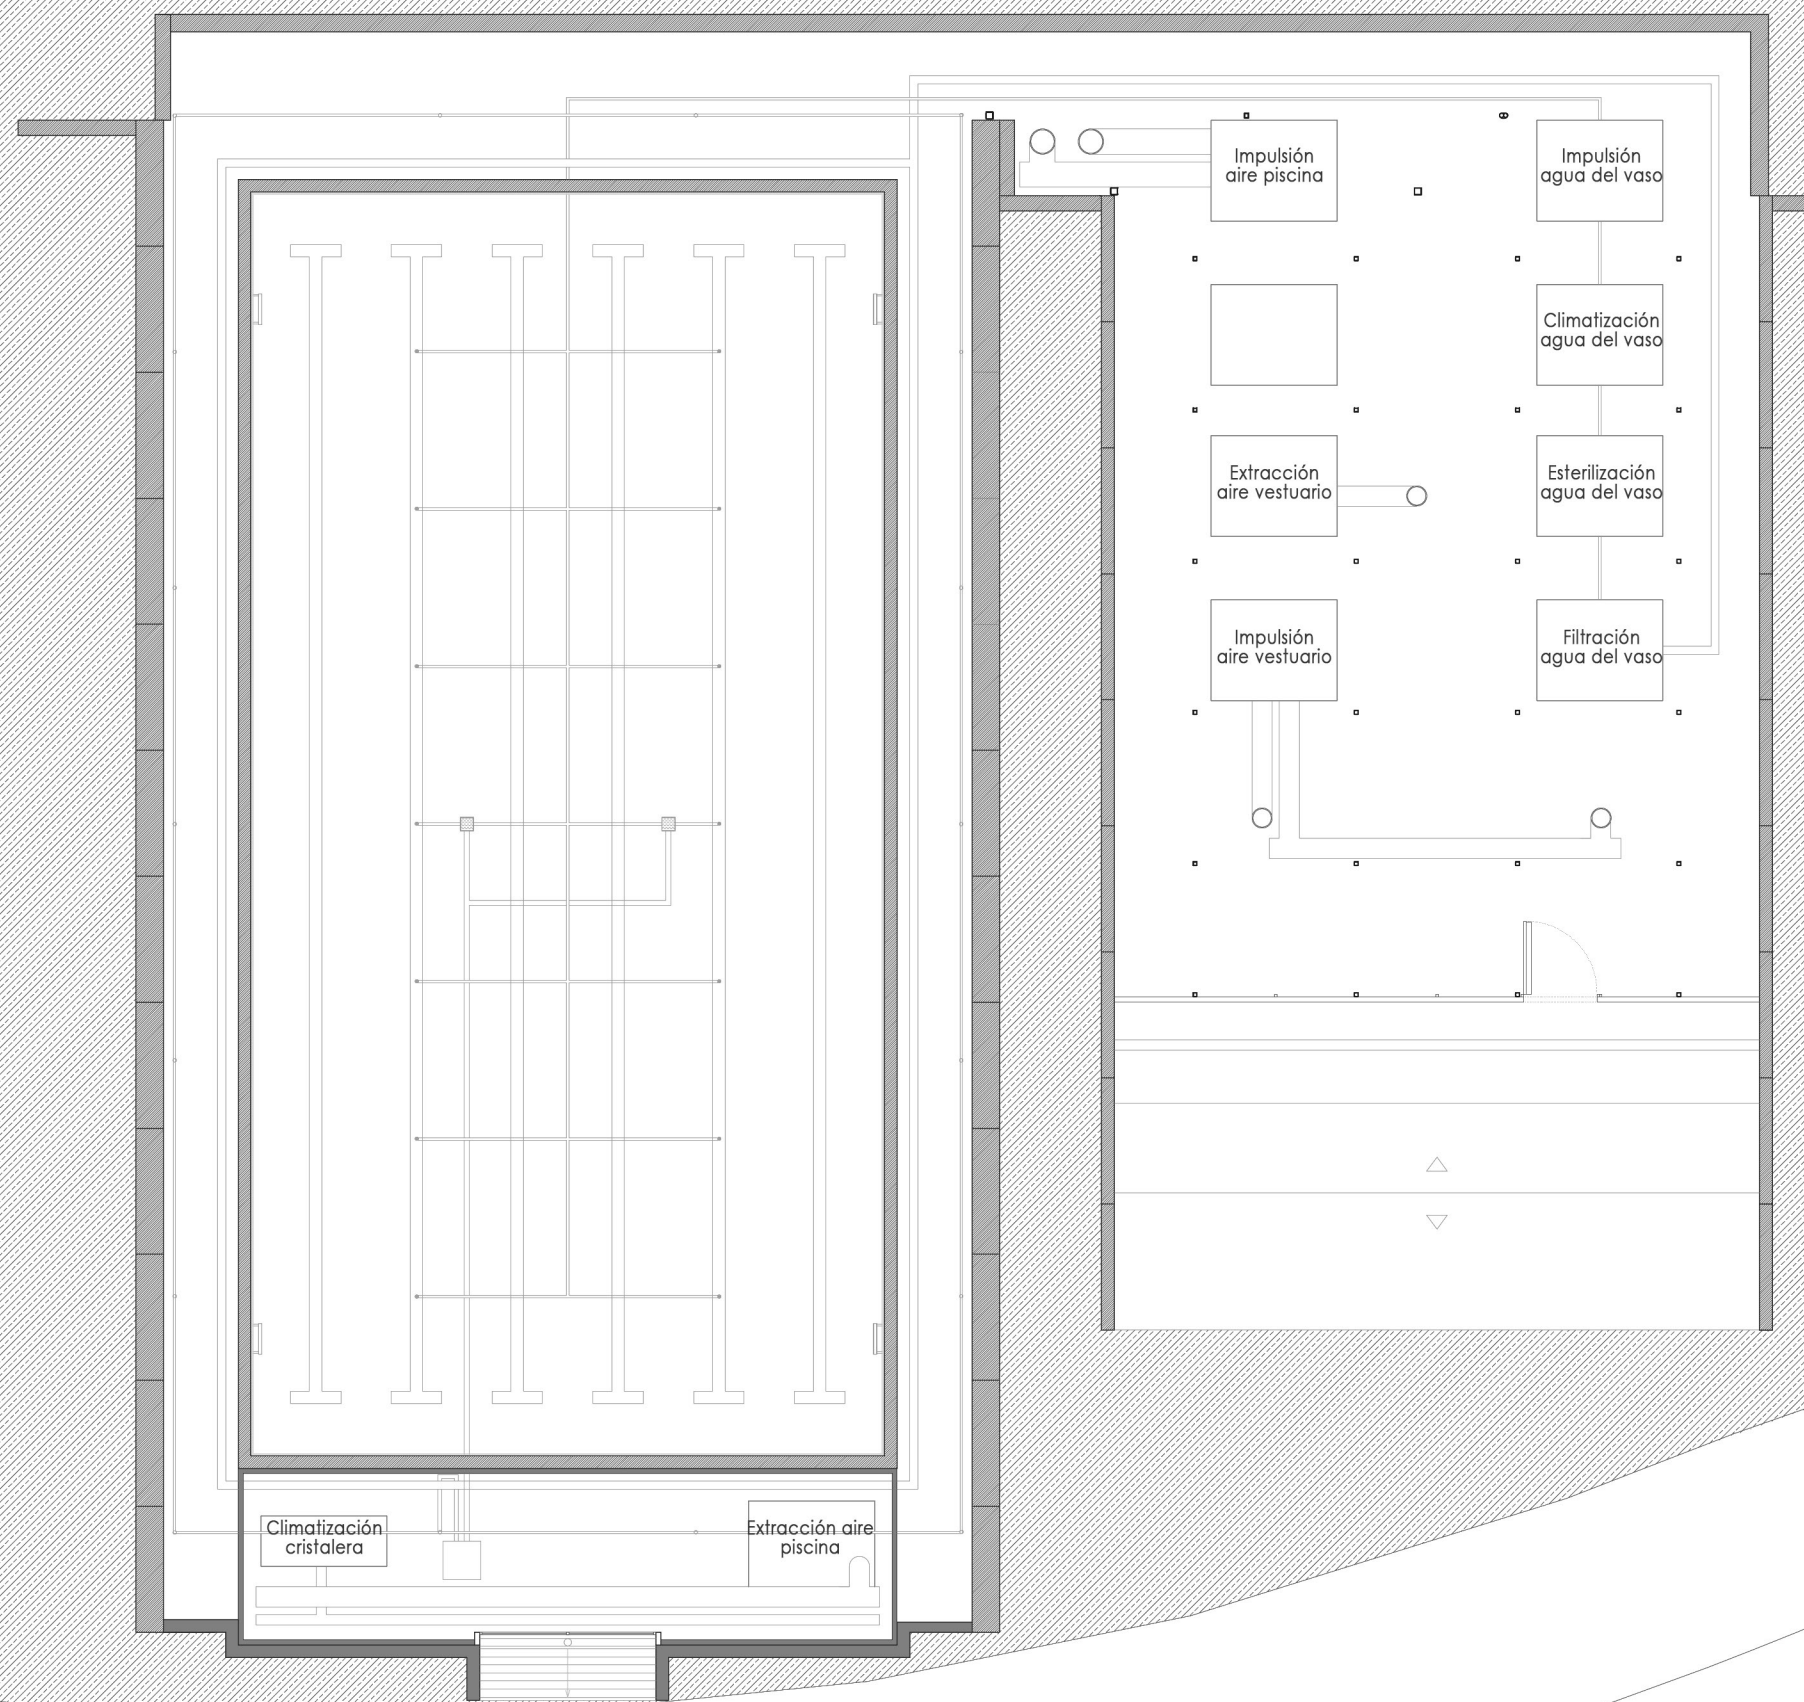 Impulsión
aire piscina
Impulsión
agua del vaso
Climatización
agua del vaso
Extracción
aire vestuario
Esterilización
agua del vaso
Impulsión
aire vestuario
Filtración
agua del vaso
Climatización
cristalera
Extracción aire
piscina